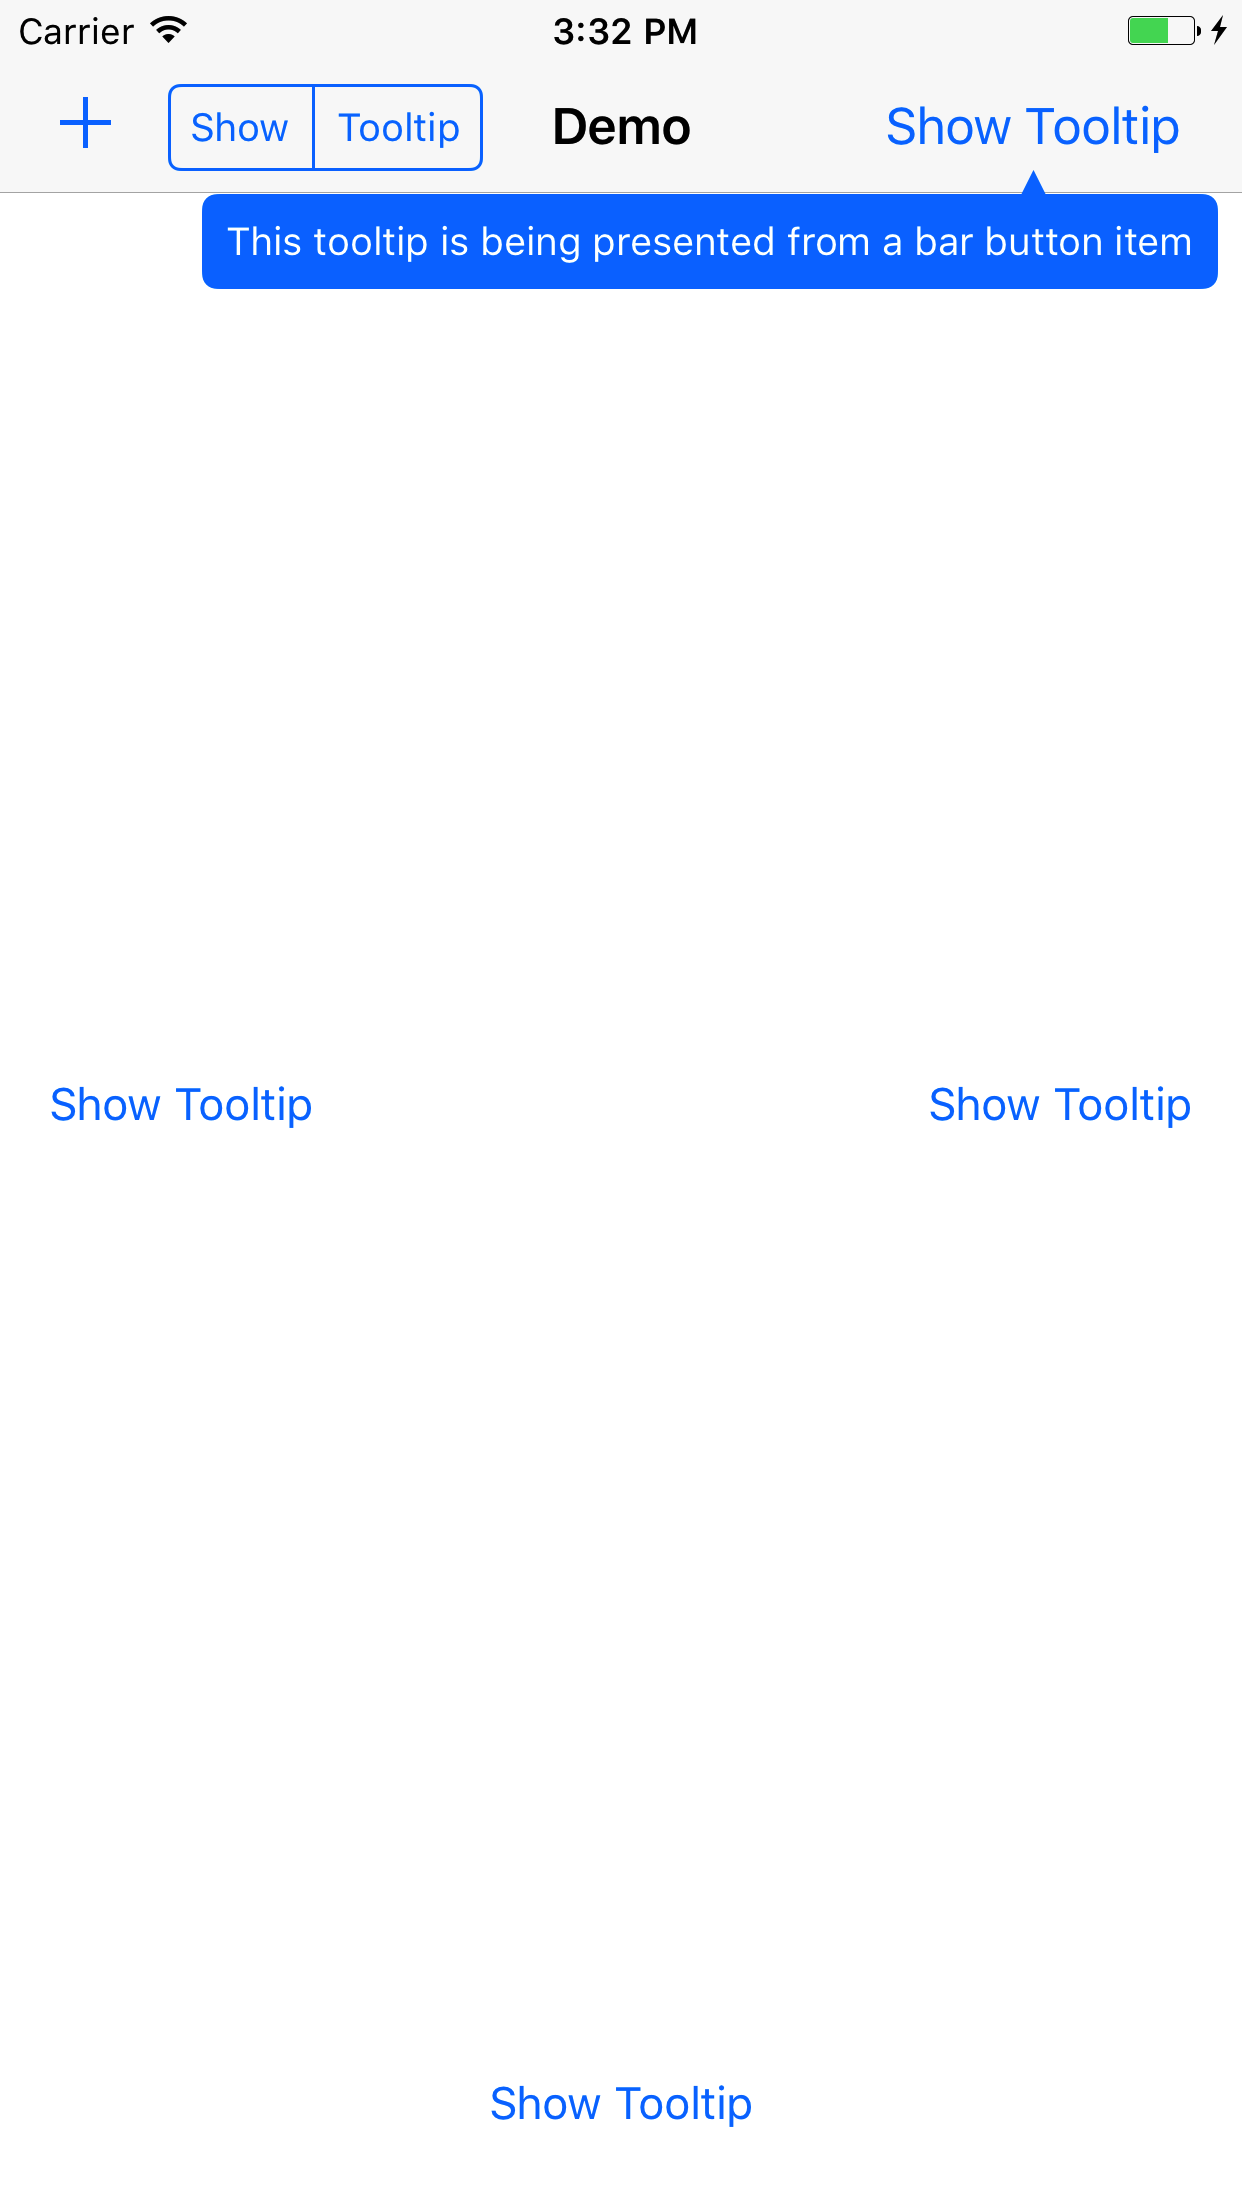 Carrier 3:32 PM
Show Tooltip Demo Show Tooltip
This tooltip is being presented from a bar button item
Show Tooltip Show Tooltip
Show Tooltip